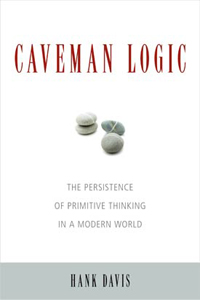 CAVEMAN LOGIC
THE PERSISTENCE
OF PRIMITIVE THINKING
IN A MODERN WORLD
HANK DAVIS